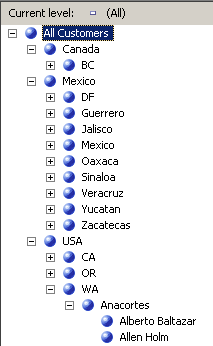 Current level: (All)
All Customers
Canada
BC
Mexico
DF
Guerrero
Jalisco
Mexico
Oaxaca
Sinaloa
Veracruz
Yucatan
Zacatecas
USA
CA
OR
WA
Anacortes
Alberto Baltazar
Allen Holm